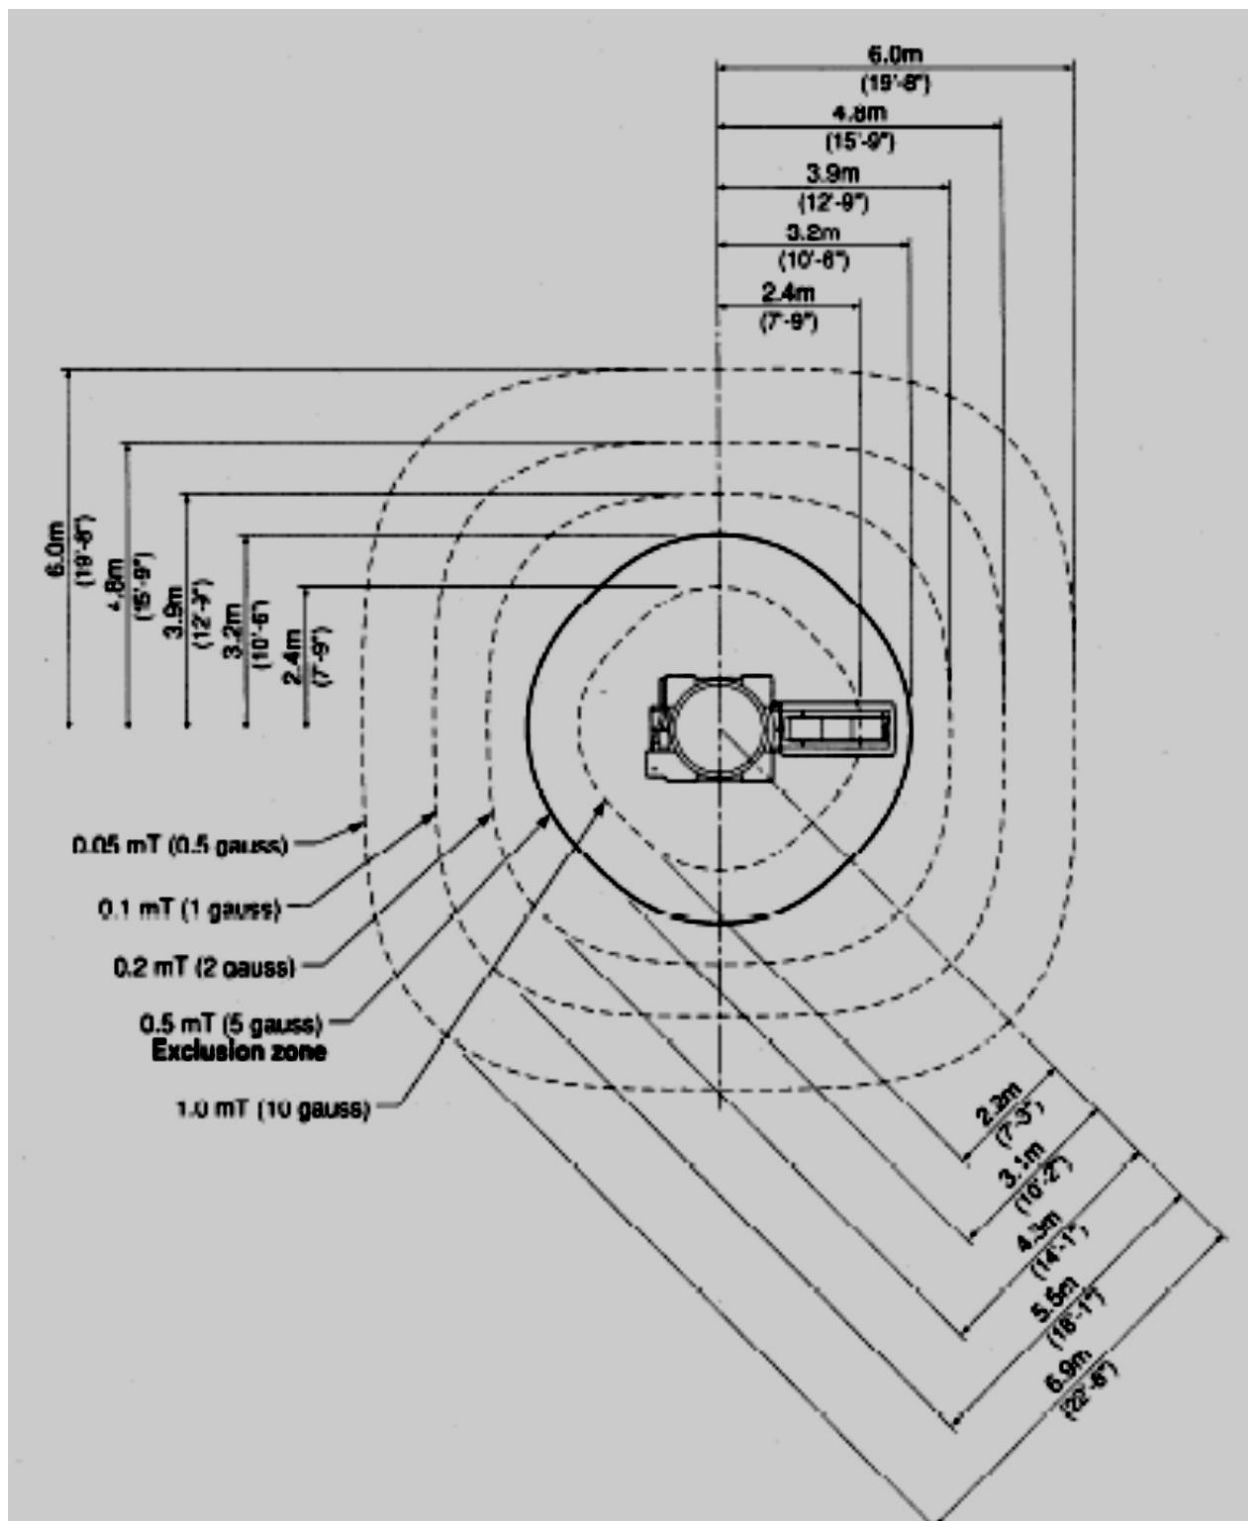 6.0m
(19'-8")
4.8m
(15'-9")
3.9m
(12'-9")
3.2m
(10'-6")
2.4m
(7'-9")
6.0m
(19'-8")
4.8m
(15'-9")
3.9m
(12'-9")
3.2m
(10'-6")
2.4m
(7'-9")
0.05 mT (0.5 gauss)
0.1 mT (1 gauss)
0.2 mT (2 gauss)
0.5 mT (5 gauss)
Exclusion zone
1.0 mT (10 gauss)
2.2m
(7'-3")
3.1m
(10'-2")
4.3m
(14'-1")
5.5m
(18'-1")
6.9m
(22'-8")